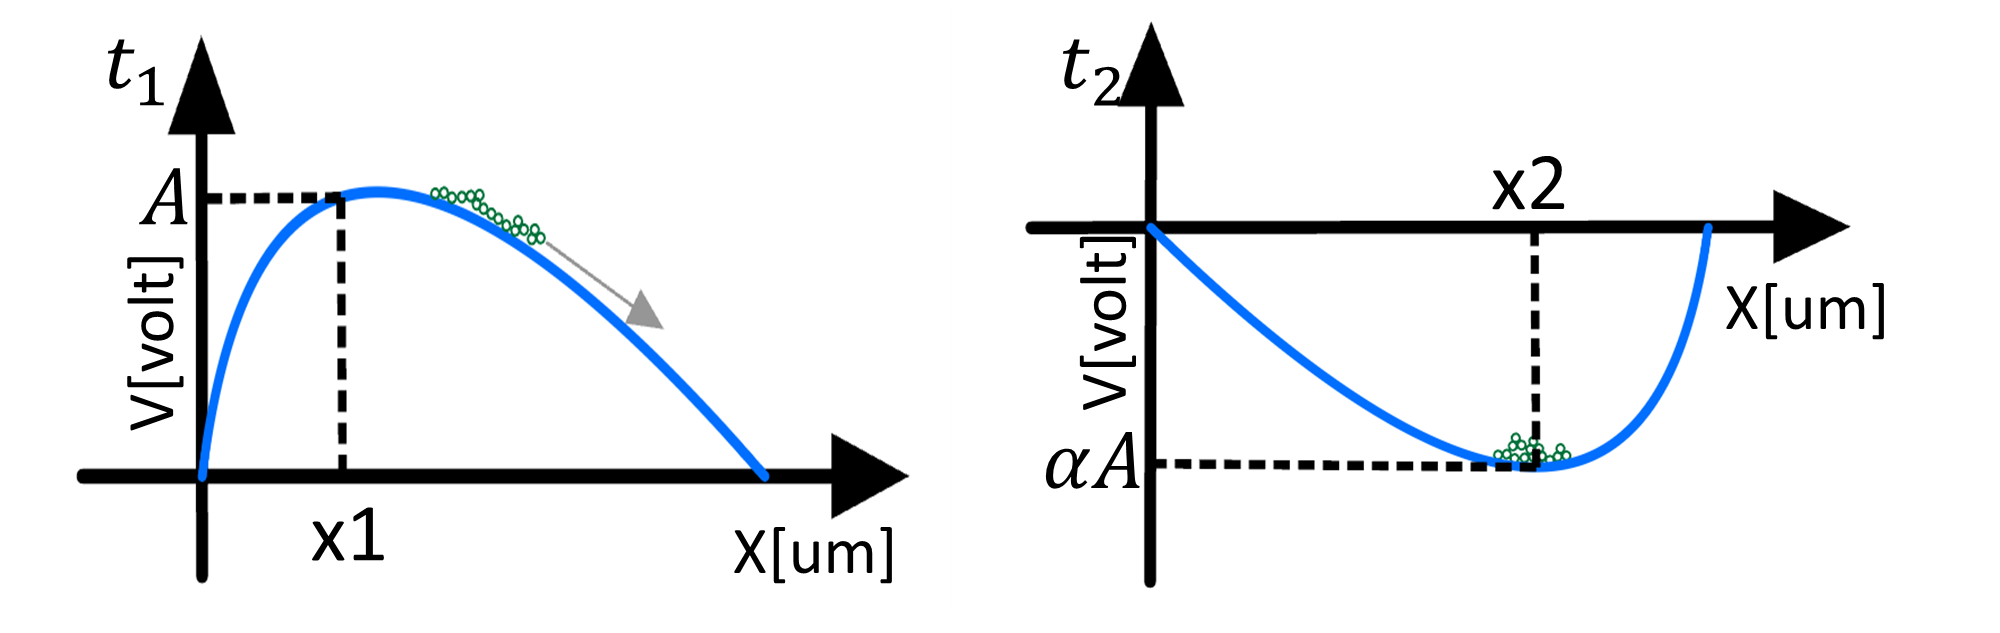 t₁
A
V[volt]
x1
X[um]
t₂
x2
V[volt]
X[um]
αA